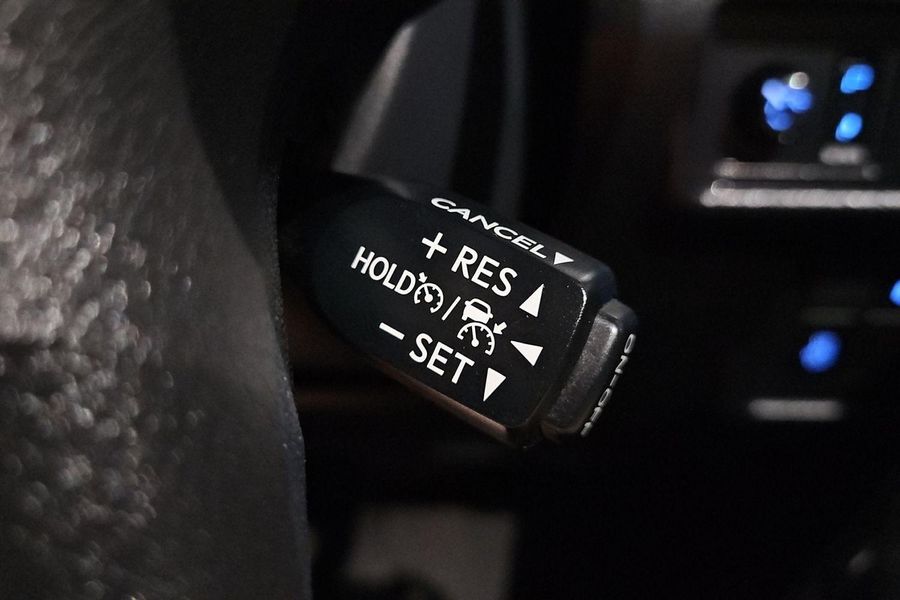 CANCEL
+ RES
HOLD /
− SET
ON-OFF